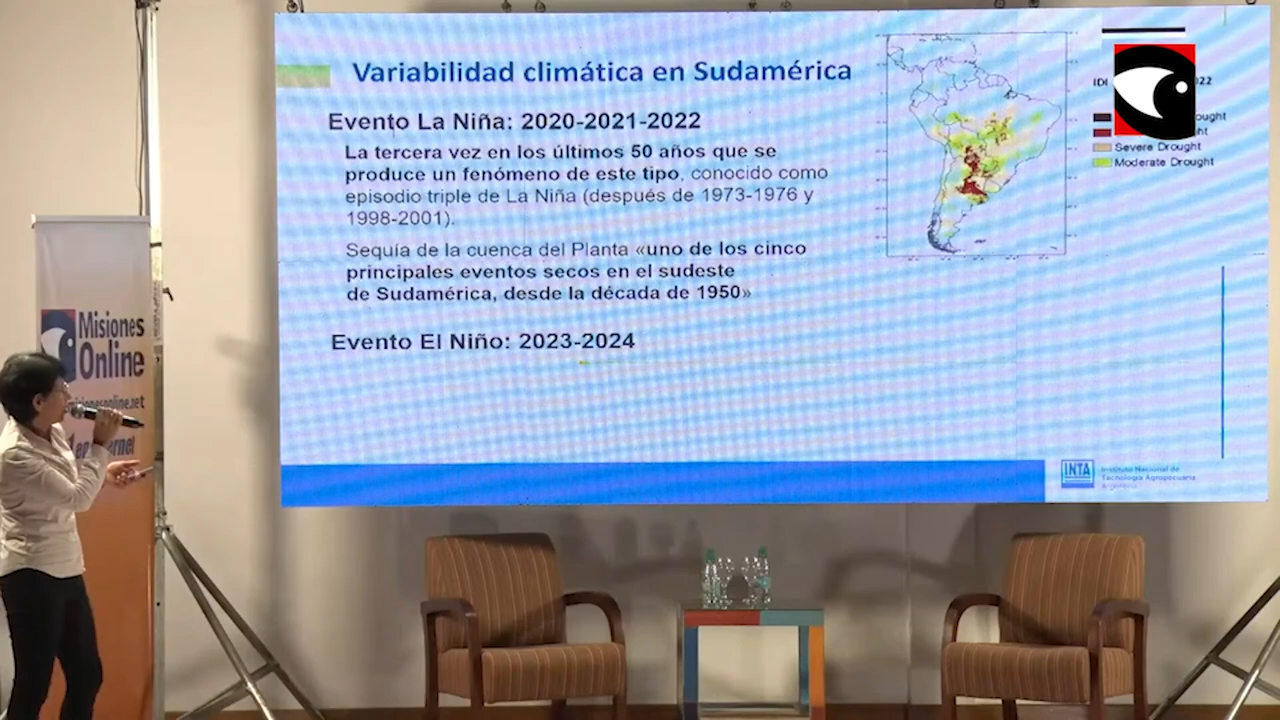 Variabilidad climática en Sudamérica
Evento La Niña: 2020-2021-2022
La tercera vez en los últimos 50 años que se
produce un fenómeno de este tipo, conocido como
episodio triple de La Niña (después de 1973-1976 y
1998-2001).
Sequía de la cuenca del Planta «uno de los cinco
principales eventos secos en el sudeste
de Sudamérica, desde la década de 1950»
Evento El Niño: 2023-2024
Severe Drought
Moderate Drought
INTA
Instituto Nacional de
Tecnología Agropecuaria
Argentina
Misiones
Online